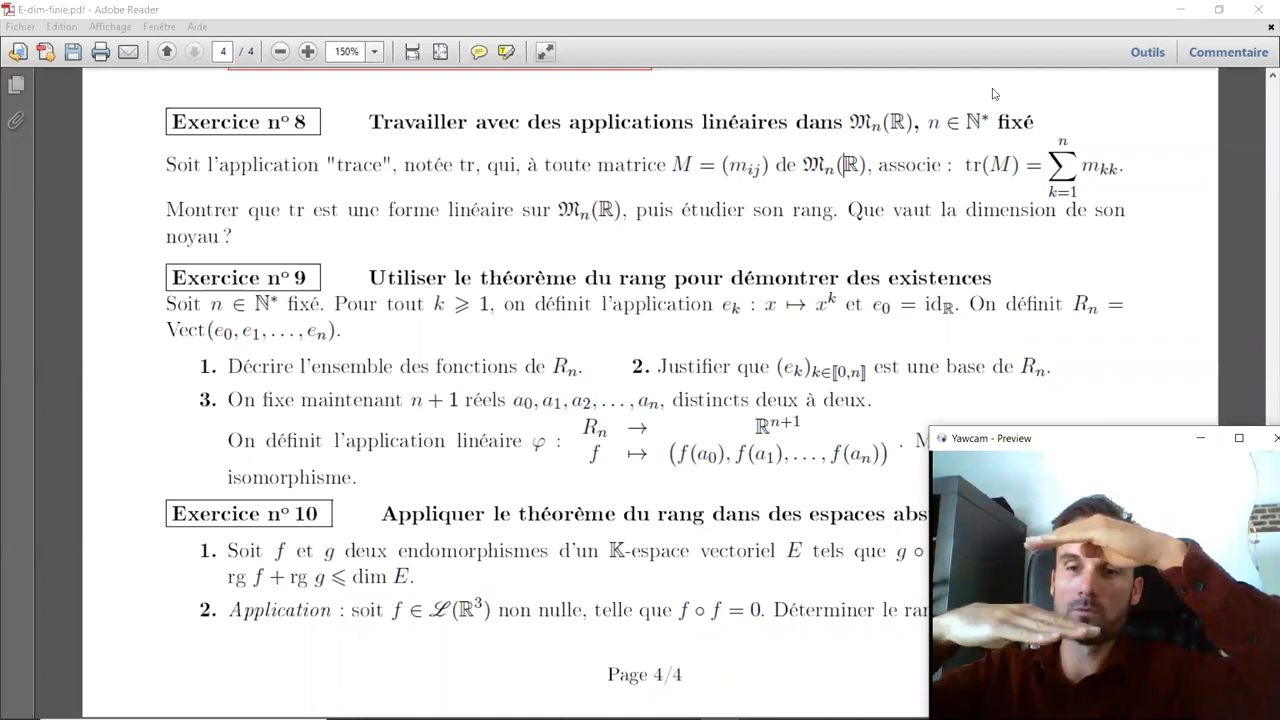 E-dim-finie.pdf - Adobe Reader
Fichier Edition Affichage Fenêtre Aide
4 / 4 150% Outils Commentaire
Exercice nº 8 Travailler avec des applications linéaires dans 𝔐ₙ(ℝ), n ∈ ℕ* fixé
Soit l'application "trace", notée tr, qui, à toute matrice M = (mᵢⱼ) de 𝔐ₙ(ℝ), associe : tr(M) = ∑_{k=1}^{n} mₖₖ.
Montrer que tr est une forme linéaire sur 𝔐ₙ(ℝ), puis étudier son rang. Que vaut la dimension de son
noyau ?
Exercice nº 9 Utiliser le théorème du rang pour démontrer des existences
Soit n ∈ ℕ* fixé. Pour tout k ⩾ 1, on définit l'application eₖ : x ↦ xᵏ et e₀ = id_ℝ. On définit Rₙ =
Vect(e₀, e₁, . . . , eₙ).
1. Décrire l'ensemble des fonctions de Rₙ. 2. Justifier que (eₖ)_{k∈⟦0,n⟧} est une base de Rₙ.
3. On fixe maintenant n + 1 réels a₀, a₁, a₂, . . . , aₙ, distincts deux à deux.
On définit l'application linéaire φ : Rₙ → ℝⁿ⁺¹
f ↦ (f(a₀), f(a₁), . . . , f(aₙ)) .
isomorphisme.
Exercice nº 10 Appliquer le théorème du rang dans des espaces
1. Soit f et g deux endomorphismes d'un 𝕂-espace vectoriel E tels que g ∘
rg f + rg g ⩽ dim E.
2. Application : soit f ∈ ℒ(ℝ³) non nulle, telle que f ∘ f = 0. Déterminer le
Page 4/4
Yawcam - Preview